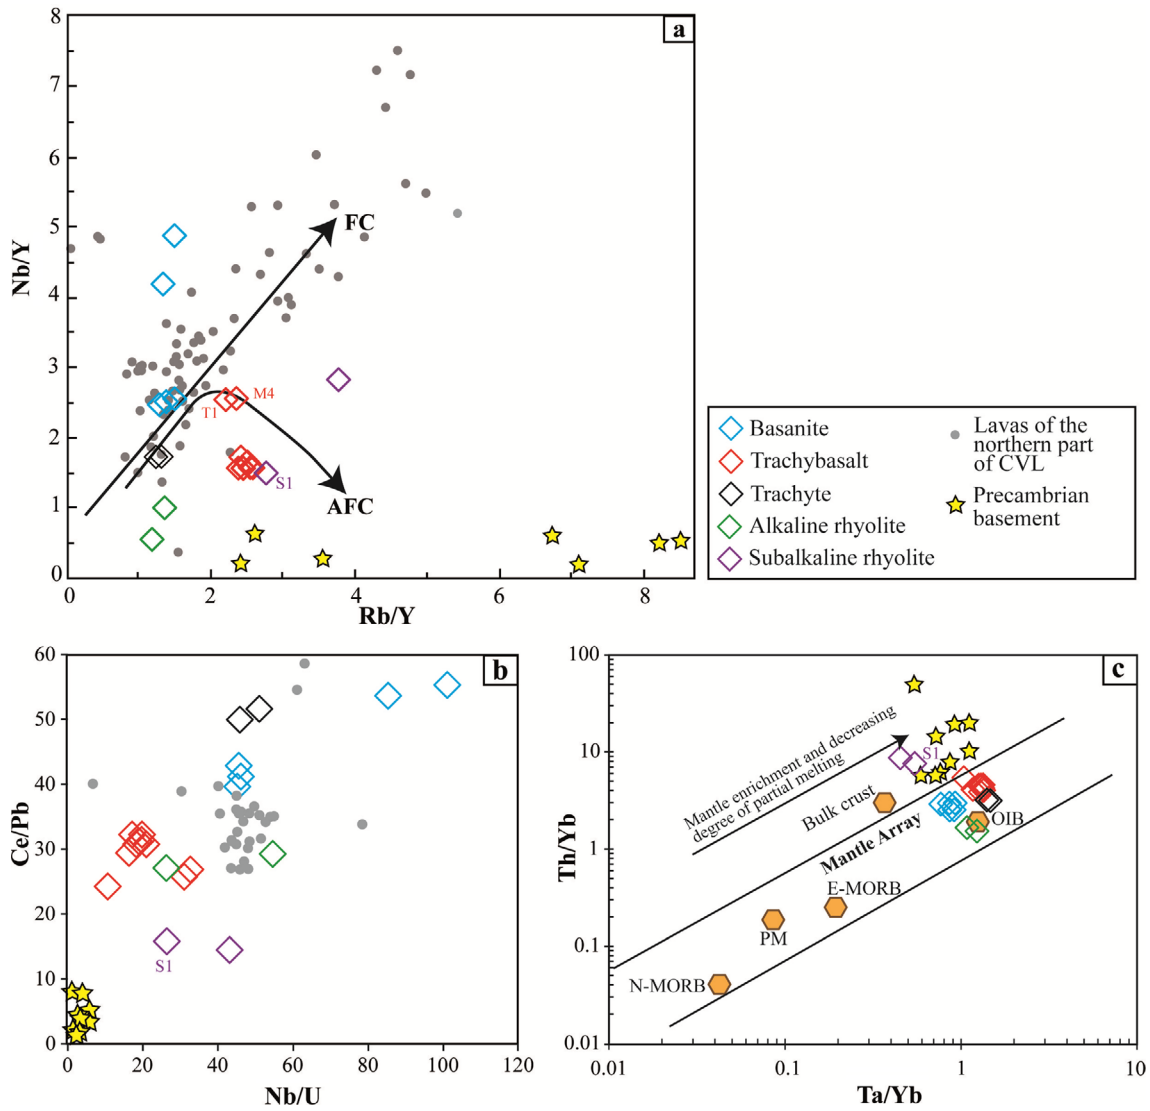 a
8
7
6
5
4
3
2
1
0
Nb/Y
FC
T1
M4
S1
AFC
0
2
4
6
8
Rb/Y
Basanite
Trachybasalt
Trachyte
Alkaline rhyolite
Subalkaline rhyolite
Lavas of the
northern part
of CVL
Precambrian
basement
b
60
50
40
30
20
10
0
Ce/Pb
S1
0
20
40
60
80
100
120
Nb/U
c
100
10
1
0.1
0.01
Th/Yb
Mantle enrichment and decreasing
degree of partial melting
S1
Bulk crust
Mantle Array
OIB
E-MORB
PM
N-MORB
0.01
0.1
1
10
Ta/Yb